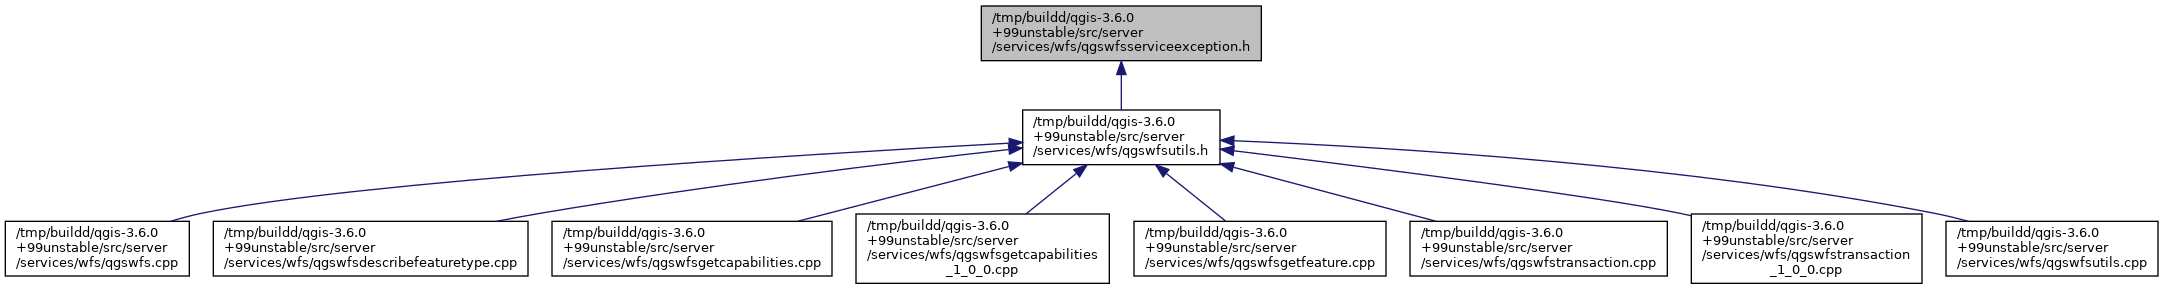 /tmp/buildd/qgis-3.6.0
+99unstable/src/server
/services/wfs/qgswfsserviceexception.h
/tmp/buildd/qgis-3.6.0
+99unstable/src/server
/services/wfs/qgswfsutils.h
/tmp/buildd/qgis-3.6.0
+99unstable/src/server
/services/wfs/qgswfs.cpp
/tmp/buildd/qgis-3.6.0
+99unstable/src/server
/services/wfs/qgswfsdescribefeaturetype.cpp
/tmp/buildd/qgis-3.6.0
+99unstable/src/server
/services/wfs/qgswfsgetcapabilities.cpp
/tmp/buildd/qgis-3.6.0
+99unstable/src/server
/services/wfs/qgswfsgetcapabilities
_1_0_0.cpp
/tmp/buildd/qgis-3.6.0
+99unstable/src/server
/services/wfs/qgswfsgetfeature.cpp
/tmp/buildd/qgis-3.6.0
+99unstable/src/server
/services/wfs/qgswfstransaction.cpp
/tmp/buildd/qgis-3.6.0
+99unstable/src/server
/services/wfs/qgswfstransaction
_1_0_0.cpp
/tmp/buildd/qgis-3.6.0
+99unstable/src/server
/services/wfs/qgswfsutils.cpp